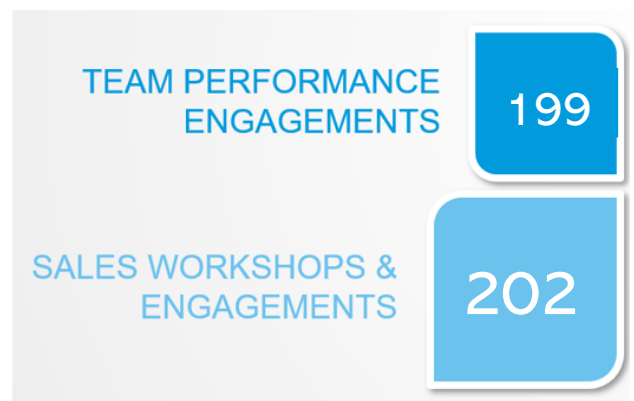 TEAM PERFORMANCE
ENGAGEMENTS
199
SALES WORKSHOPS &
ENGAGEMENTS
202